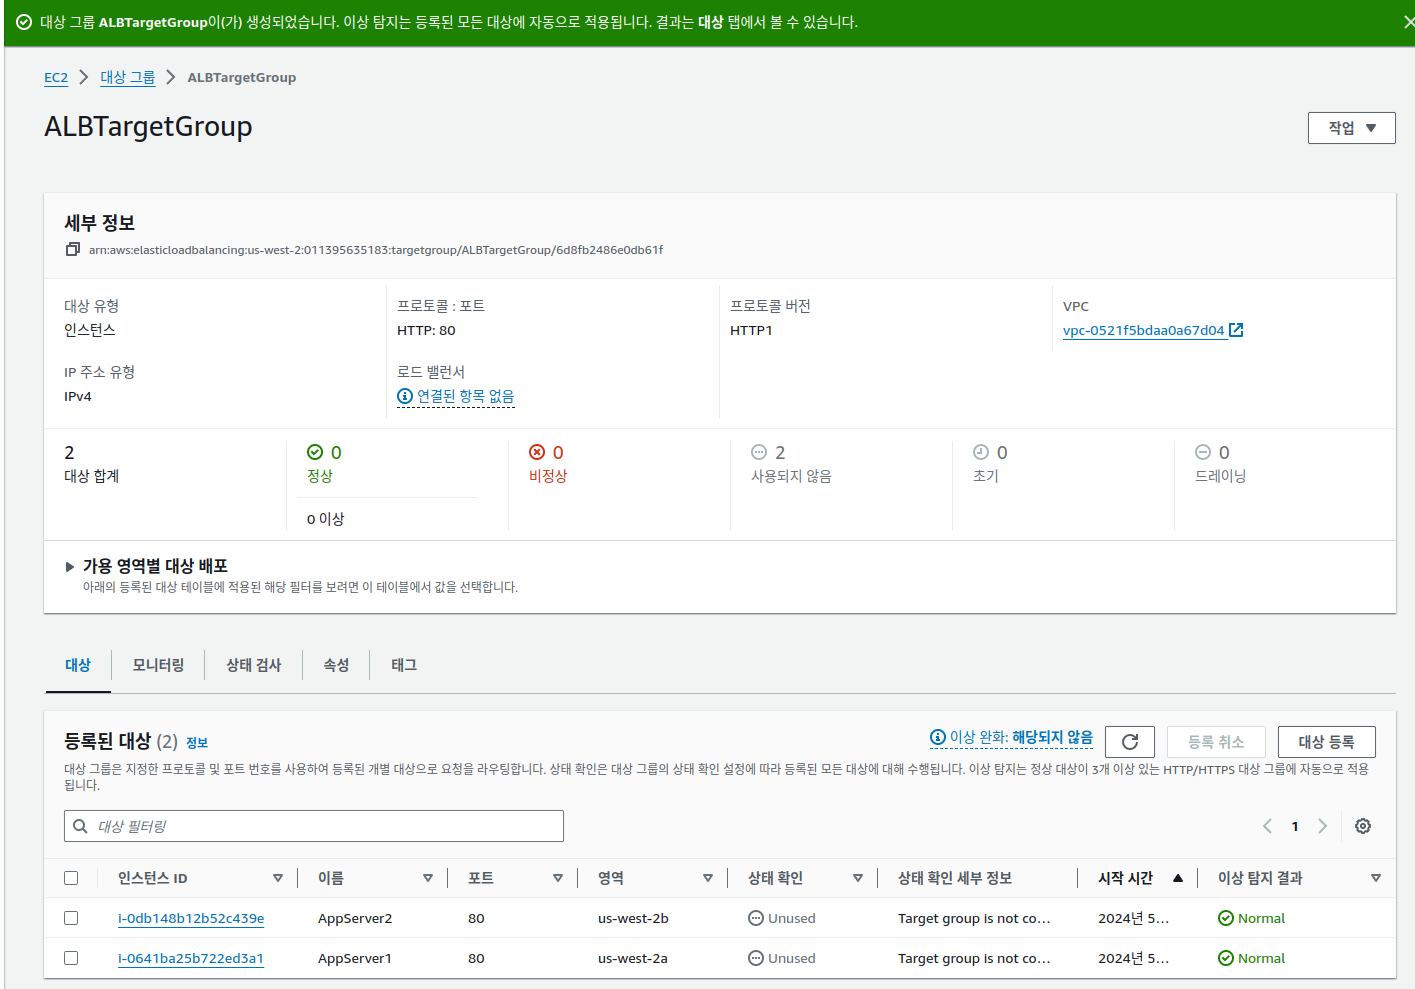 대상 그룹 ALBTargetGroup이(가) 생성되었습니다. 이상 탐지는 등록된 모든 대상에 자동으로 적용됩니다. 결과는 대상 탭에서 볼 수 있습니다.
EC2 > 대상 그룹 > ALBTargetGroup
ALBTargetGroup
작업
세부 정보
arn:aws:elasticloadbalancing:us-west-2:011395635183:targetgroup/ALBTargetGroup/6d8fb2486e0db61f
대상 유형
인스턴스
프로토콜 : 포트
HTTP: 80
프로토콜 버전
HTTP1
VPC
vpc-0521f5bdaa0a67d04
IP 주소 유형
IPv4
로드 밸런서
연결된 항목 없음
2
대상 합계
0
정상
0 이상
0
비정상
2
사용되지 않음
0
초기
0
드레이닝
가용 영역별 대상 배포
아래의 등록된 대상 테이블에 적용된 해당 필터를 보려면 이 테이블에서 값을 선택합니다.
대상 모니터링 상태 검사 속성 태그
등록된 대상 (2) 정보
이상 완화: 해당되지 않음
등록 취소
대상 등록
대상 그룹은 지정한 프로토콜 및 포트 번호를 사용하여 등록된 개별 대상으로 요청을 라우팅합니다. 상태 확인은 대상 그룹의 상태 확인 설정에 따라 등록된 모든 대상에 대해 수행됩니다. 이상 탐지는 정상 대상이 3개 이상 있는 HTTP/HTTPS 대상 그룹에 자동으로 적용
됩니다.
대상 필터링
1
인스턴스 ID 이름 포트 영역 상태 확인 상태 확인 세부 정보 시작 시간 이상 탐지 결과
i-0db148b12b52c439e AppServer2 80 us-west-2b Unused Target group is not co... 2024년 5... Normal
i-0641ba25b722ed3a1 AppServer1 80 us-west-2a Unused Target group is not co... 2024년 5... Normal